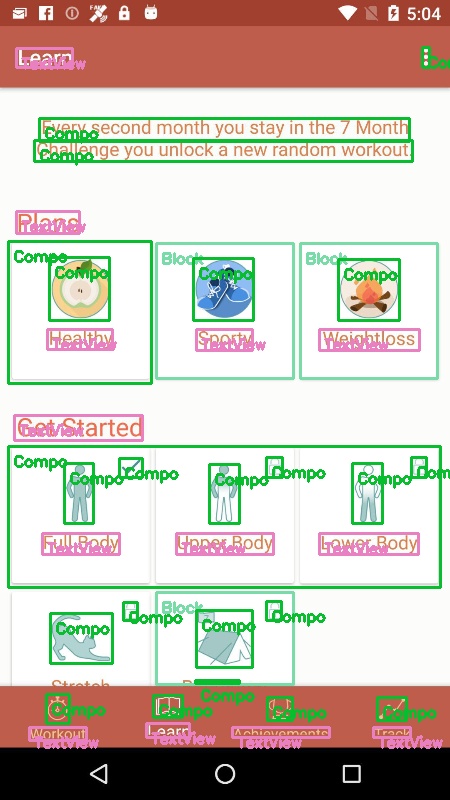 5:04
Learn
TextView
Compo
Every second month you stay in the 7 Month
Compo
Challenge you unlock a new random workout.
Compo
Plans
TextView
Compo
Block
Block
Compo
Compo
Compo
Healthy
Sporty
Weightloss
TextView
TextView
TextView
Get Started
TextView
Compo
Compo
Compo
Compo
Compo
Compo
Compo
Full Body
Upper Body
Lower Body
TextView
TextView
TextView
Block
Compo
Compo
Compo
Compo
Stretch
Compo
Compo
Compo
Compo
Compo
Workout
Learn
Achievements
Track
TextView
TextView
TextView
TextView